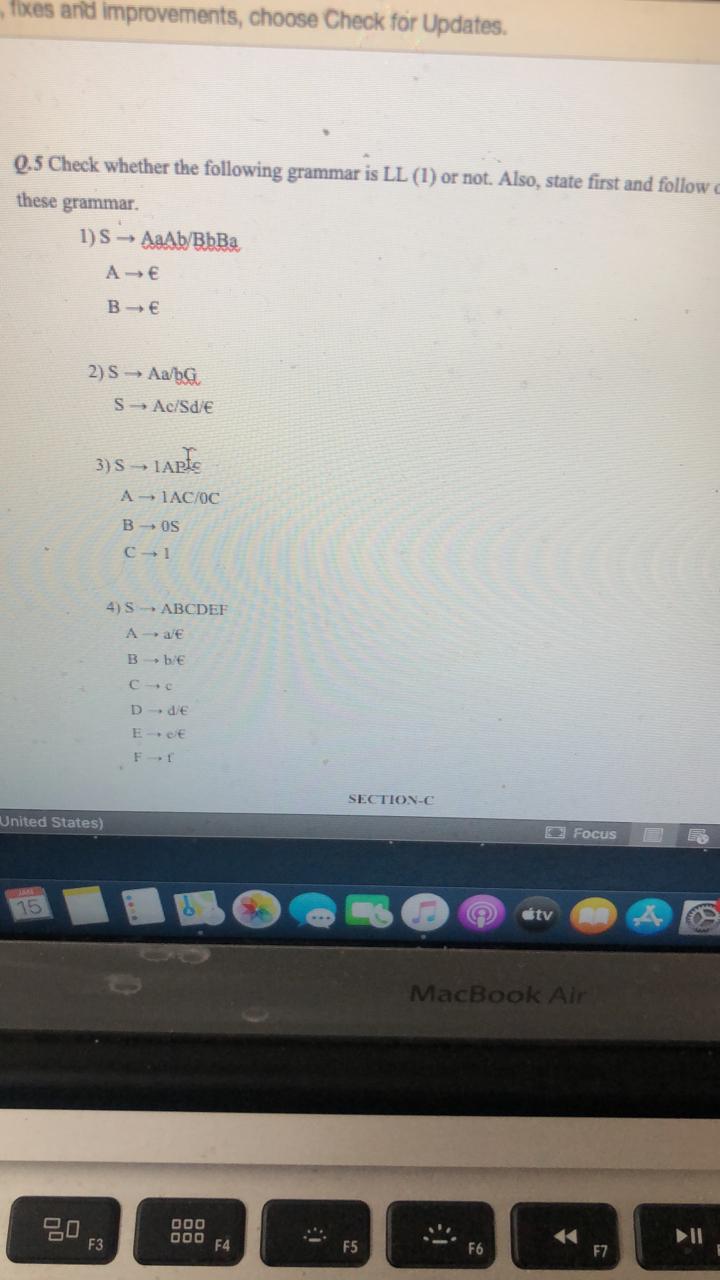 , fixes and improvements, choose Check for Updates.
Q.5 Check whether the following grammar is LL (1) or not. Also, state first and follow
these grammar.
1) S → AaAb/BbBa
A → €
B → €
2) S → Aa/bG
S → Ac/Sd/€
3) S → 1AB/€
A → 1AC/0C
B → 0S
C → 1
4) S → ABCDEF
A → a/€
B → b/€
C → c
D → d/€
E → e/€
F → f
SECTION-C
United States)
Focus
JAN
15
tv
MacBook Air
F3
F4
F5
F6
F7